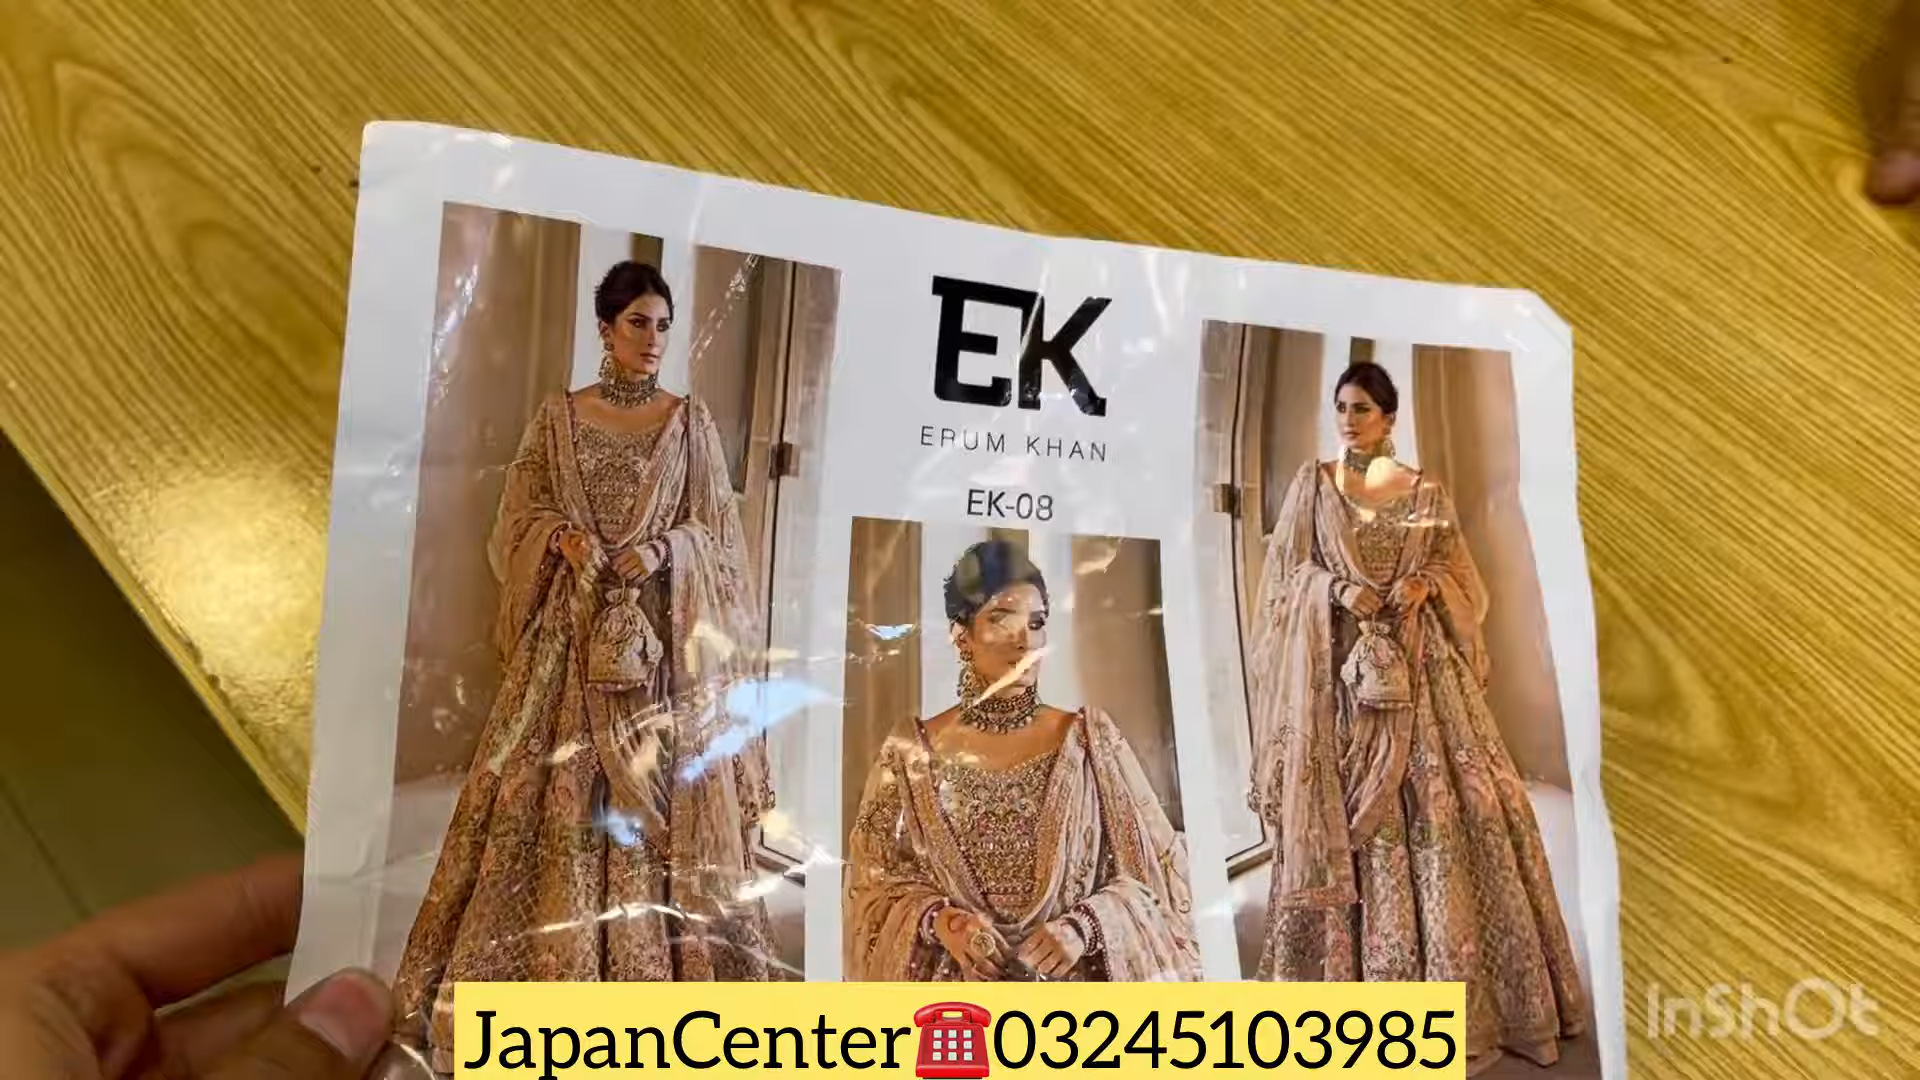 EK
ERUM KHAN
EK-08
JapanCenter☎️03245103985
InShOt